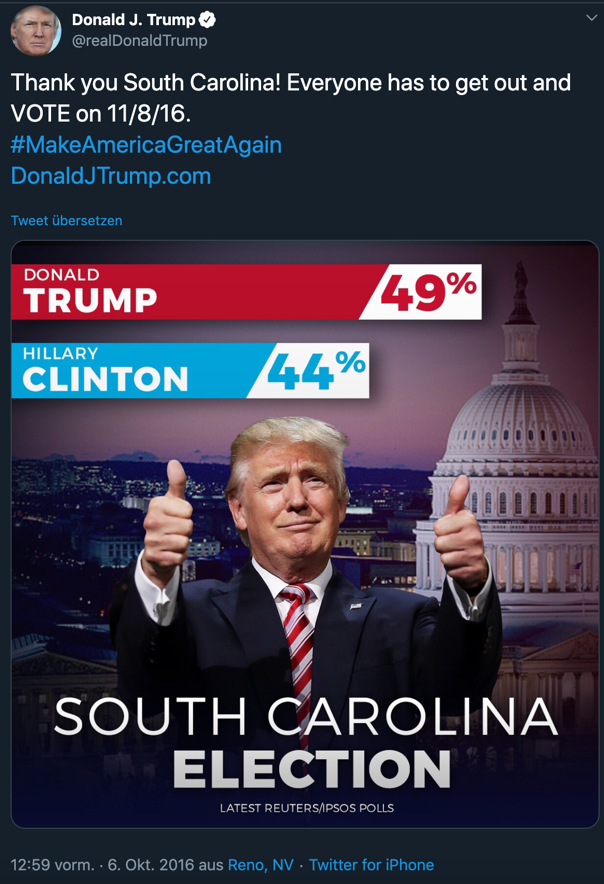 Donald J. Trump
@realDonaldTrump
Thank you South Carolina! Everyone has to get out and
VOTE on 11/8/16.
#MakeAmericaGreatAgain
DonaldJTrump.com
Tweet übersetzen
DONALD
TRUMP
49%
HILLARY
CLINTON
44%
SOUTH CAROLINA
ELECTION
LATEST REUTERS/IPSOS POLLS
12:59 vorm. · 6. Okt. 2016 aus Reno, NV · Twitter for iPhone